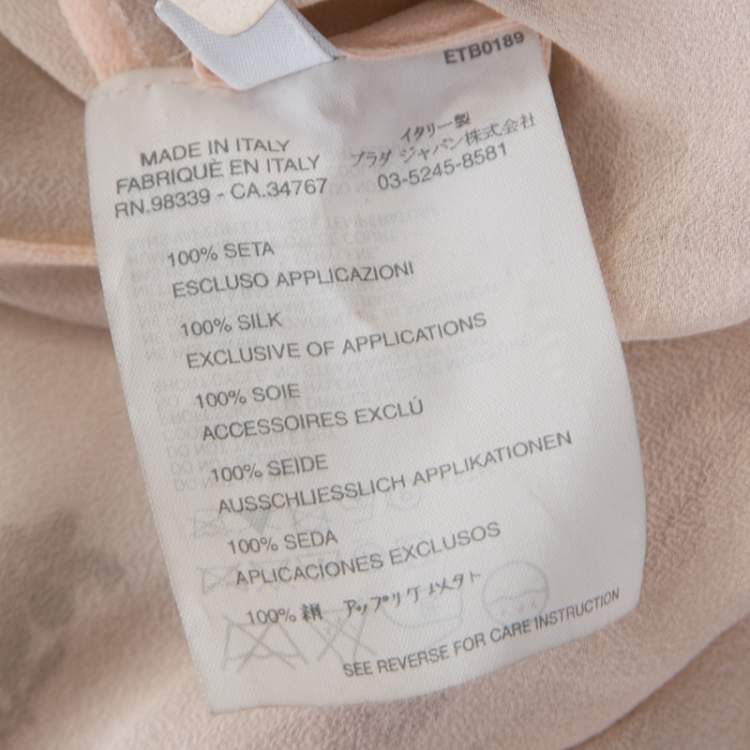 ETB0189
MADE IN ITALY
FABRIQUÈ EN ITALY
RN.98339 - CA.34767
イタリー製
プラダ ジャパン株式会社
03-5245-8581
100% SETA
ESCLUSO APPLICAZIONI
100% SILK
EXCLUSIVE OF APPLICATIONS
100% SOIE
ACCESSOIRES EXCLÚ
100% SEIDE
AUSSCHLIESSLICH APPLIKATIONEN
100% SEDA
APLICACIONES EXCLUSOS
100% 絹 アップリケ以外
SEE REVERSE FOR CARE INSTRUCTION